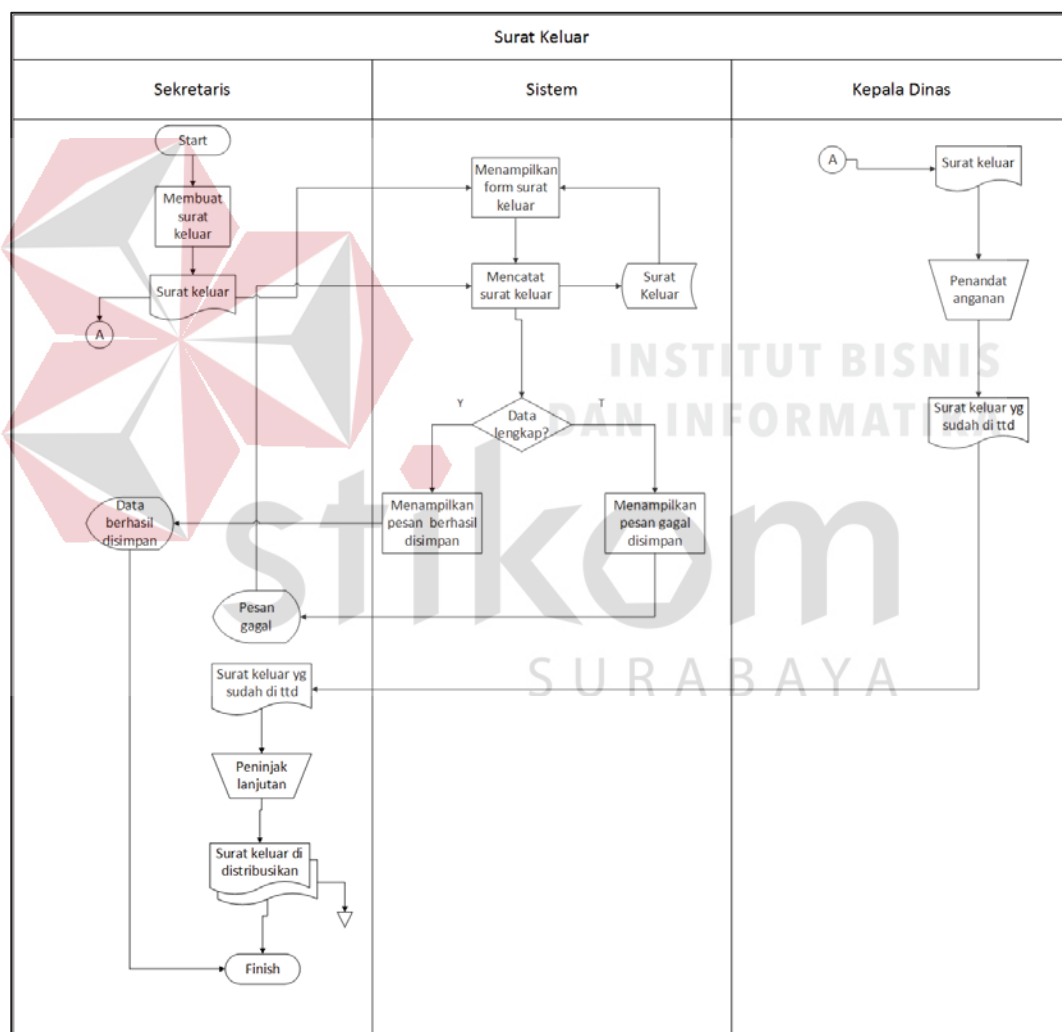 Surat Keluar
Sekretaris
Sistem
Kepala Dinas
Start
Membuat
surat
keluar
Surat keluar
A
Menampilkan
form surat
keluar
Mencatat
surat keluar
Surat
Keluar
A
Surat keluar
Penandat
anganan
Surat keluar yg
sudah di ttd
INSTITUT BISNIS
DAN INFORMATIKA
Y
T
Data
lengkap?
Data
berhasil
disimpan
Menampilkan
pesan berhasil
disimpan
Menampilkan
pesan gagal
disimpan
stikom
SURABAYA
Pesan
gagal
Surat keluar yg
sudah di ttd
Peninjak
lanjutan
Surat keluar di
distribusikan
Finish